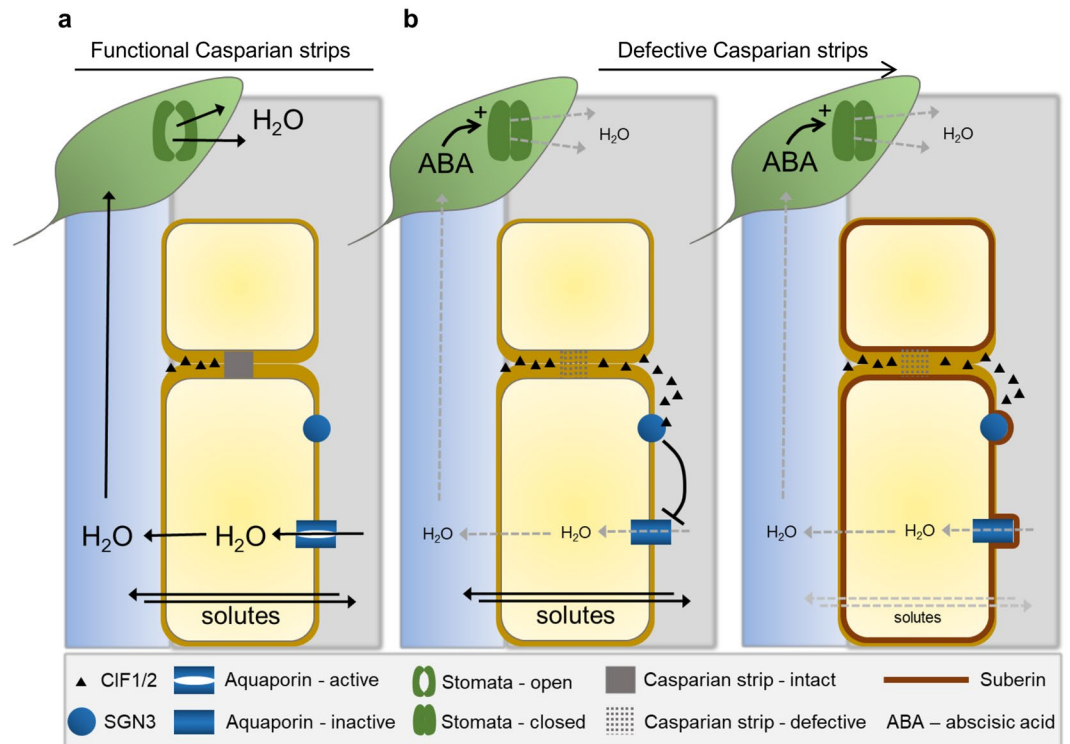 a
b
Functional Casparian strips
Defective Casparian strips
H₂O
+
ABA
H₂O
+
ABA
H₂O
H₂O
H₂O
H₂O
H₂O
H₂O
H₂O
solutes
solutes
solutes
CIF1/2
Aquaporin - active
Stomata - open
Casparian strip - intact
Suberin
SGN3
Aquaporin - inactive
Stomata - closed
Casparian strip - defective
ABA – abscisic acid